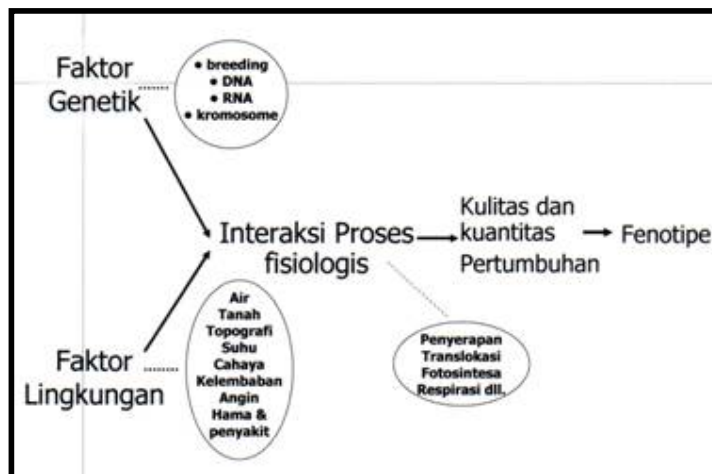 Faktor
Genetik
• breeding
• DNA
• RNA
• kromosome
Interaksi Proses
fisiologis
Kulitas dan
kuantitas
Pertumbuhan
Fenotipe
Faktor
Lingkungan
Air
Tanah
Topografi
Suhu
Cahaya
Kelembaban
Angin
Hama &
penyakit
Penyerapan
Translokasi
Fotosintesa
Respirasi dll.